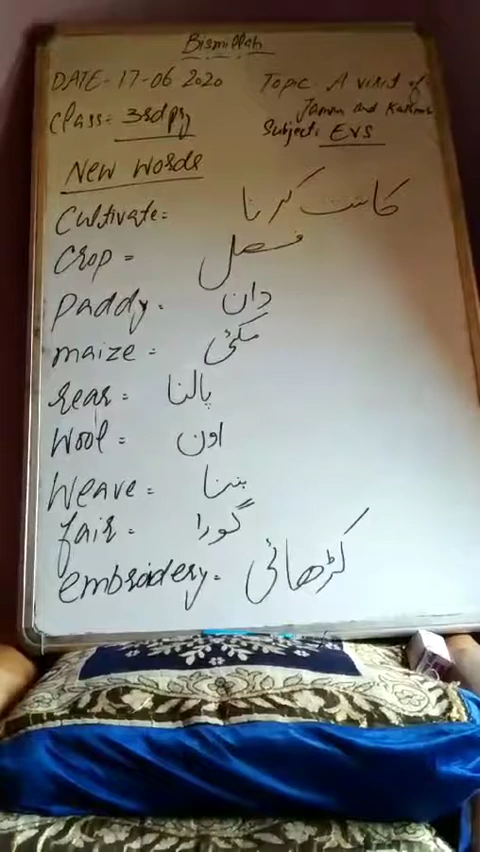 Bismillah
DATE- 17-06 2020 Topic- A visit of
Jammu and Kashmir
Class= 3rd pry Subject: EVS
New words
Cultivate= کاشت کرنا
Crop = فصل
Paddy. دان
maize = مکئی
rear = پالنا
Wool = اون
Weave = بننا
fair = گورا
embroidery= کڑھائی